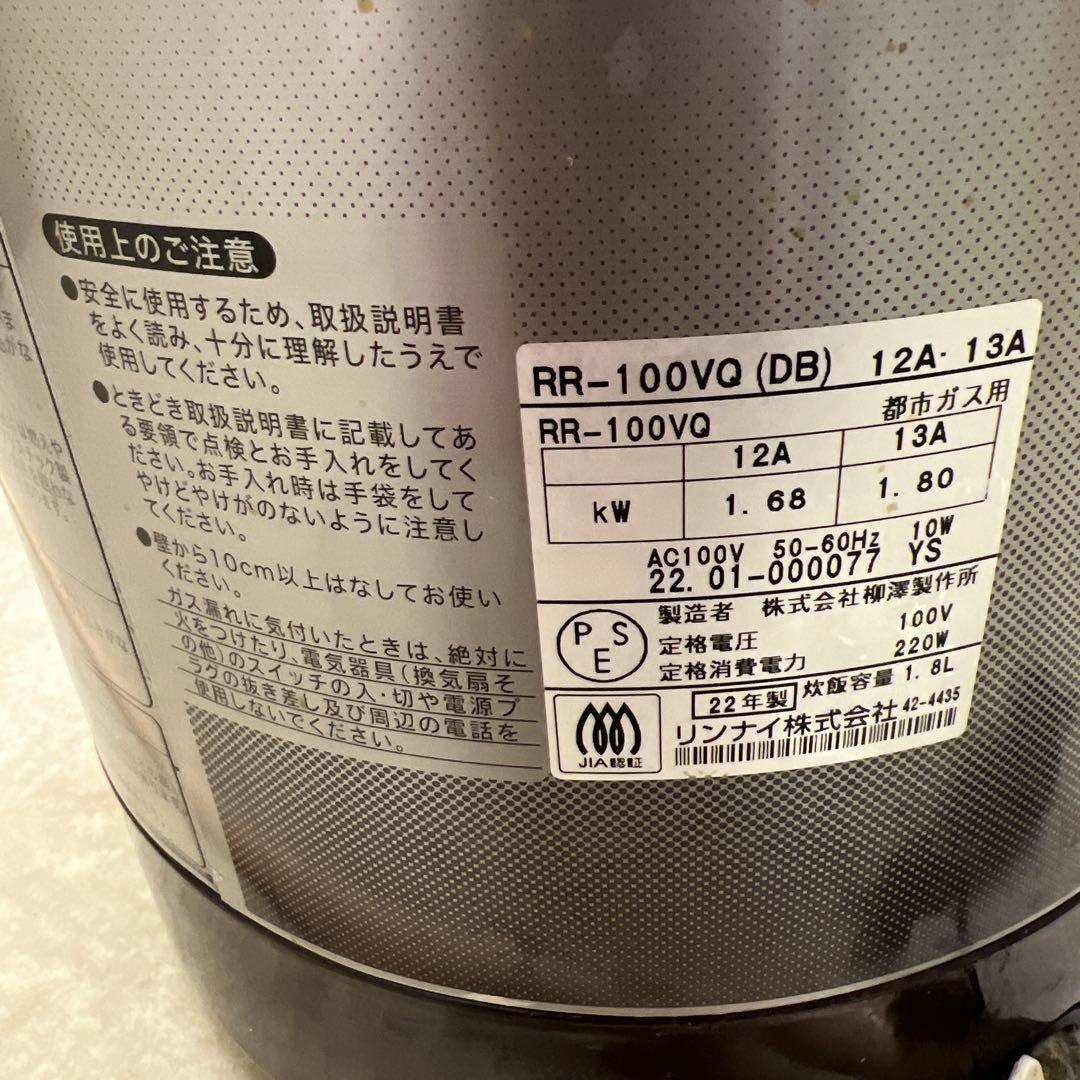 使用上のご注意
●安全に使用するため、取扱説明書
をよく読み、十分に理解したうえで
使用してください。
●ときどき取扱説明書に記載してあ
る要領で点検とお手入れをしてく
ださい。お手入れ時は手袋をして
やけどやけがのないように注意し
てください。
●壁から10cm以上はなしてお使い
ください。
ガス漏れに気付いたときは、絶対に
火をつけたり、電気器具(換気扇そ
の他)のスイッチの入・切や電源プ
ラグの抜き差し及び周辺の電話を
使用しないでください。
RR-100VQ (DB) 12A・13A
RR-100VQ 都市ガス用
12A 13A
kW 1.68 1.80
AC100V 50-60Hz 10W
22.01-000077 YS
PSE
製造者 株式会社柳澤製作所
定格電圧 100V
定格消費電力 220W
22年製 炊飯容量 1.8L
リンナイ株式会社 42-4435
JIA認証